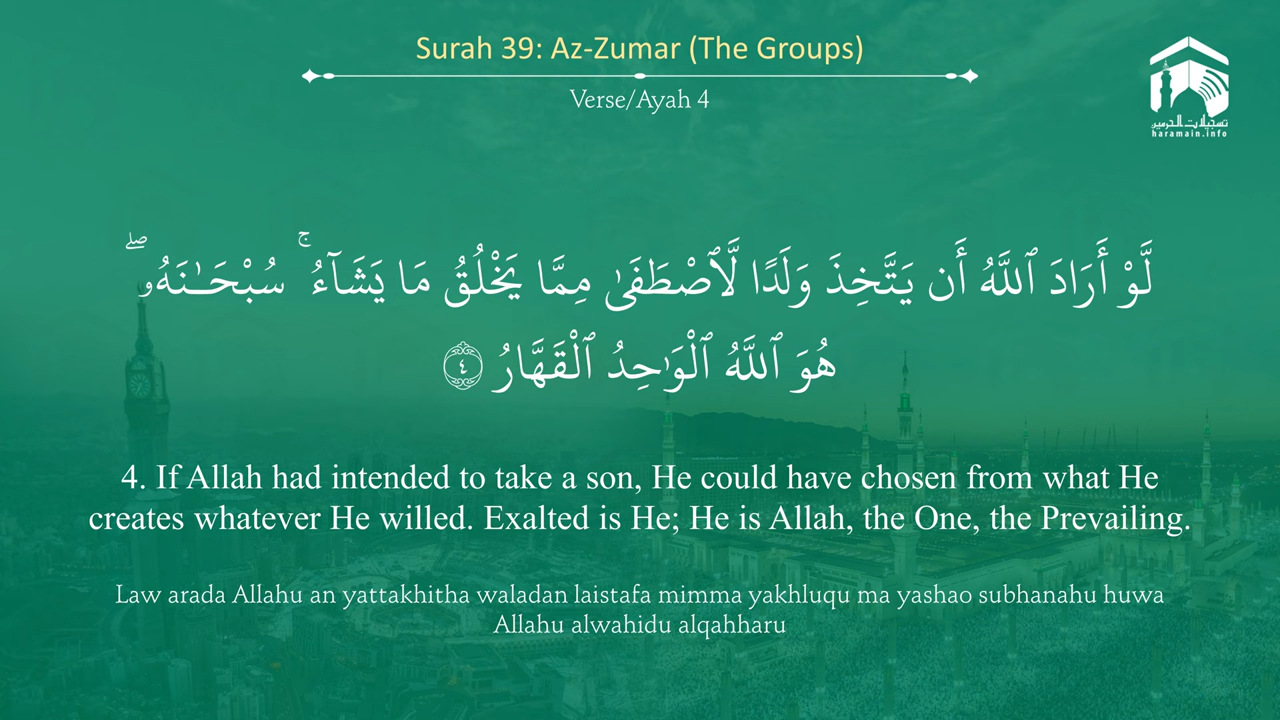 Surah 39: Az-Zumar (The Groups)
Verse/Ayah 4
تسجيلات الحرمين
haramain.info
لَّوْ أَرَادَ ٱللَّهُ أَن يَتَّخِذَ وَلَدًا لَّٱصْطَفَىٰ مِمَّا يَخْلُقُ مَا يَشَآءُ ۚ سُبْحَـٰنَهُۥ ۖ
هُوَ ٱللَّهُ ٱلْوَٰحِدُ ٱلْقَهَّارُ ٤
4. If Allah had intended to take a son, He could have chosen from what He
creates whatever He willed. Exalted is He; He is Allah, the One, the Prevailing.
Law arada Allahu an yattakhitha waladan laistafa mimma yakhluqu ma yashao subhanahu huwa
Allahu alwahidu alqahharu